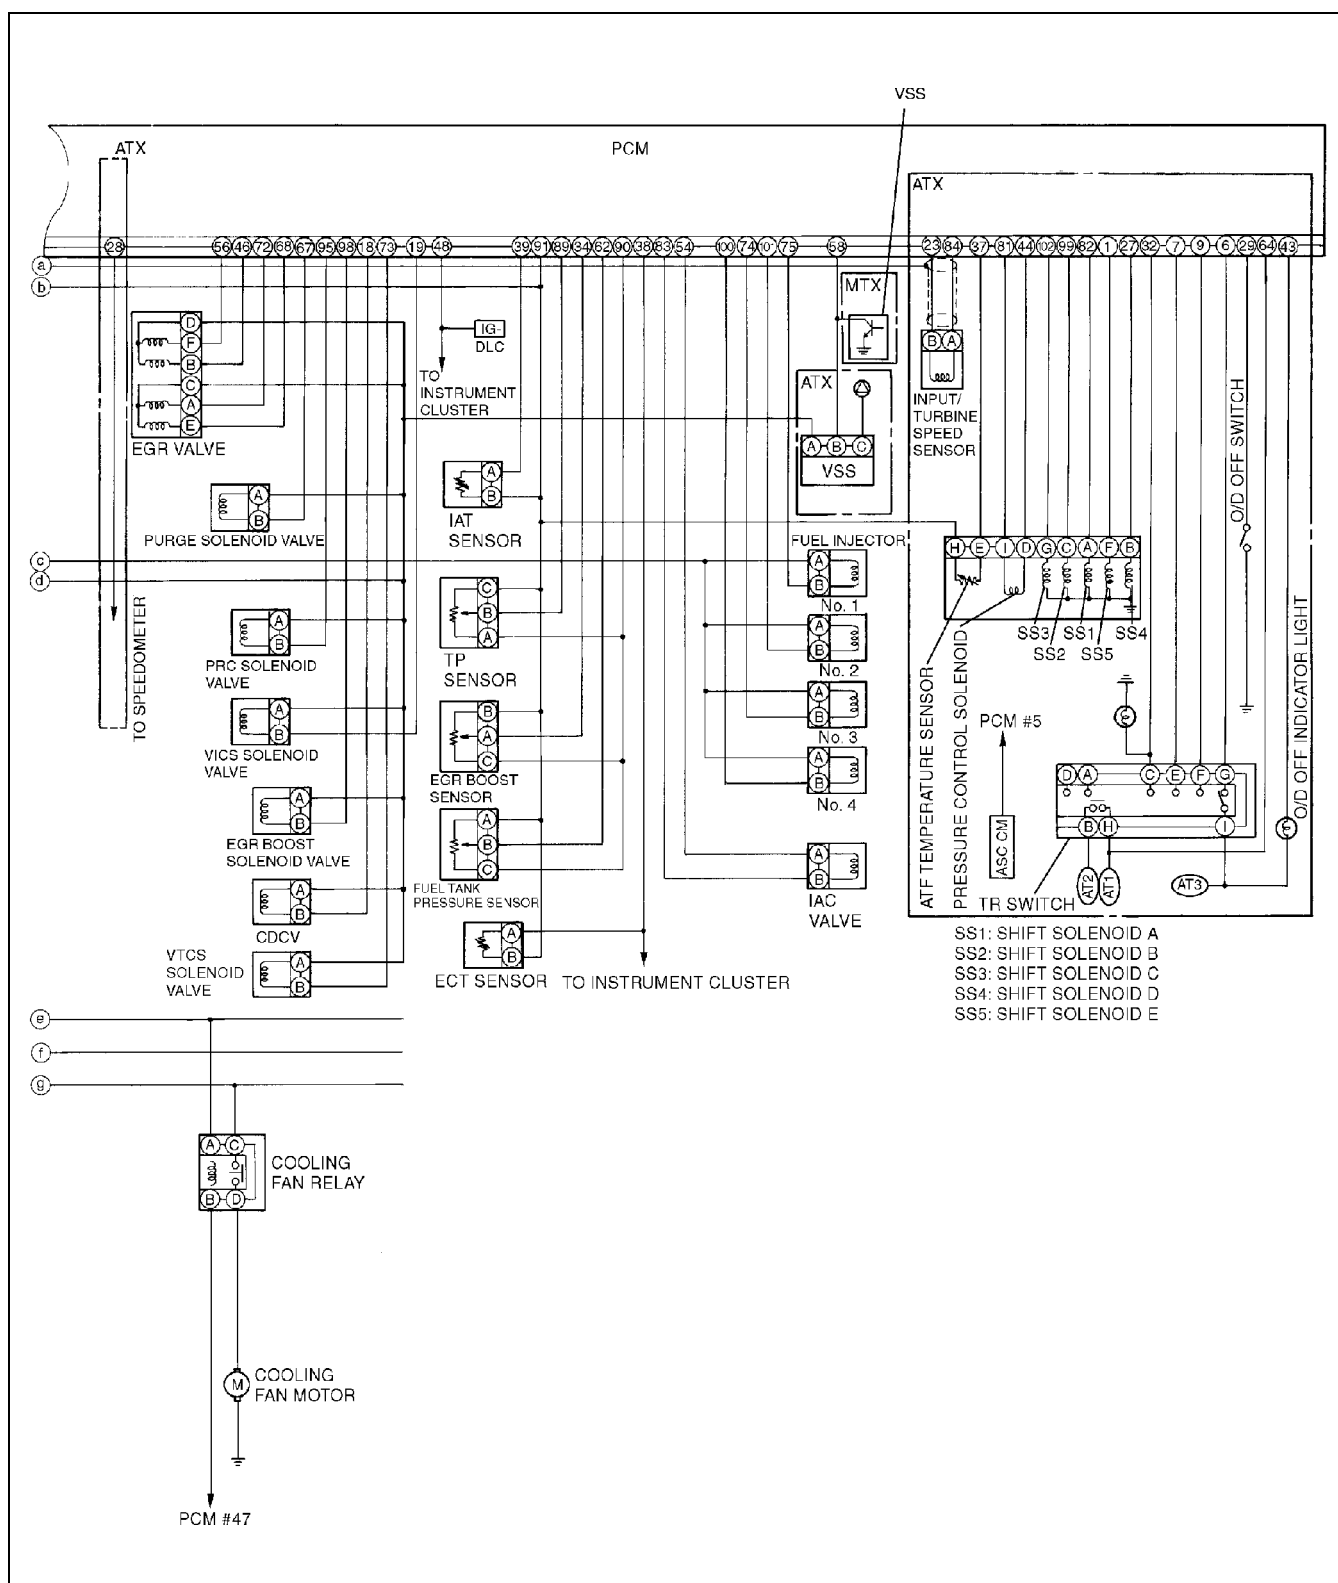 VSS
ATX
PCM
ATX
28 56 46 72 68 67 95 98 18 73 19 48 39 91 89 34 62 90 38 83 54 100 74 101 75 58 23 84 37 81 44 102 99 82 1 27 32 7 9 6 29 64 43
a
b
MTX
D
F
B
C
A
E
EGR VALVE
IG-
DLC
TO
INSTRUMENT
CLUSTER
ATX
A B C
VSS
B A
INPUT/
TURBINE
SPEED
SENSOR
O/D OFF SWITCH
A
B
IAT
SENSOR
A
B
PURGE SOLENOID VALVE
c
d
FUEL INJECTOR
A
B
No. 1
A
B
No. 2
A
B
No. 3
A
B
No. 4
H E I D G C A F B
SS3 SS1 SS4
SS2 SS5
C
B
A
TP
SENSOR
A
B
PRC SOLENOID
VALVE
TO SPEEDOMETER
A
B
VICS SOLENOID
VALVE
B
A
C
EGR BOOST
SENSOR
A
B
EGR BOOST
SOLENOID VALVE
A
B
C
FUEL TANK
PRESSURE SENSOR
A
B
IAC
VALVE
ATF TEMPERATURE SENSOR
PRESSURE CONTROL SOLENOID
PCM #5
ASC CM
D A C E F G
B H I
AT2 AT1 AT3
TR SWITCH
O/D OFF INDICATOR LIGHT
A
B
CDCV
A
B
ECT SENSOR
TO INSTRUMENT CLUSTER
VTCS
SOLENOID
VALVE
A
B
SS1: SHIFT SOLENOID A
SS2: SHIFT SOLENOID B
SS3: SHIFT SOLENOID C
SS4: SHIFT SOLENOID D
SS5: SHIFT SOLENOID E
e
f
g
A C
B D
COOLING
FAN RELAY
M
COOLING
FAN MOTOR
PCM #47